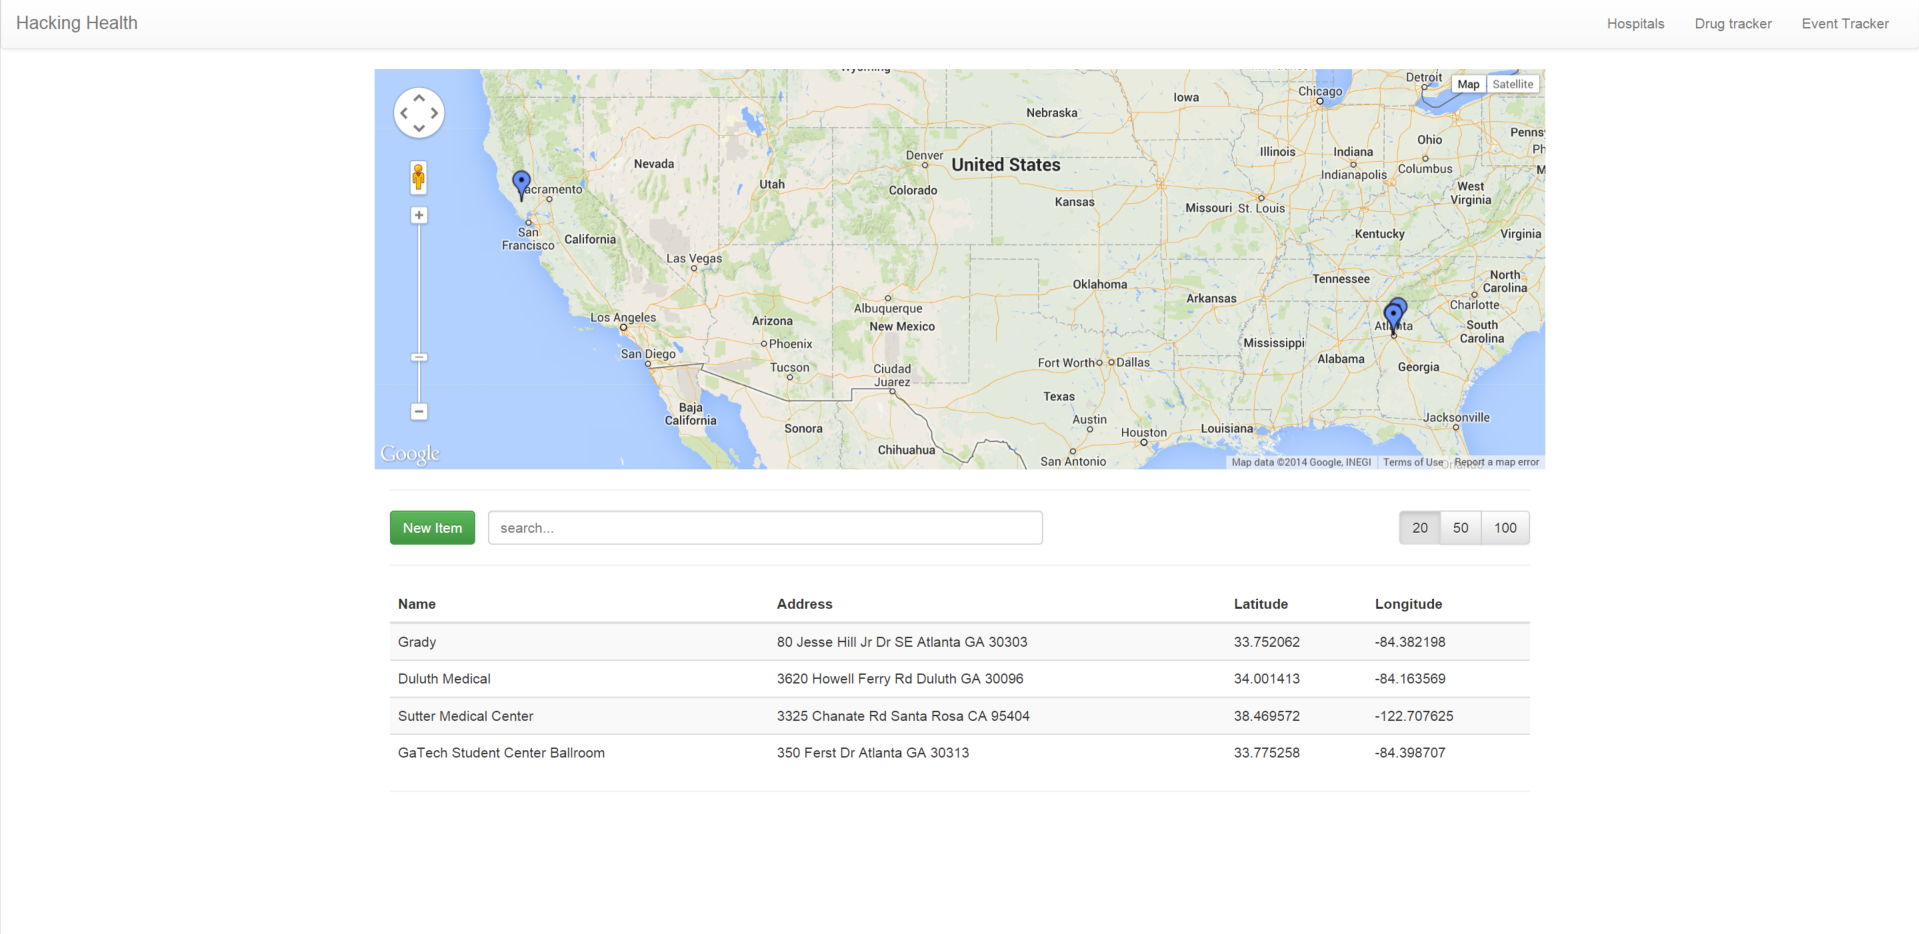 Hacking Health
Hospitals Drug tracker Event Tracker
Wyoming
Detroit
Map Satellite
Chicago
Iowa
Nebraska
Penns
Ohio
Ph
Nevada
Denver
United States
Illinois
Indiana
Indianapolis
Columbus
M
Utah
Colorado
West
Virginia
acramento
Kansas
Missouri St. Louis
San
Francisco
California
Kentucky
Virginia
Las Vegas
Tennessee
North
Carolina
Oklahoma
Arkansas
Charlotte
Albuquerque
New Mexico
Los Angeles
Arizona
Phoenix
Atlanta
South
Carolina
San Diego
Tucson
Ciudad
Juarez
Fort Worth Dallas
Mississippi
Alabama
Georgia
Texas
Baja
California
Sonora
Austin
Houston
Louisiana
Jacksonville
Chihuahua
San Antonio
Google
Map data ©2014 Google, INEGI Terms of Use Report a map error
New Item search... 20 50 100
Name Address Latitude Longitude
Grady 80 Jesse Hill Jr Dr SE Atlanta GA 30303 33.752062 -84.382198
Duluth Medical 3620 Howell Ferry Rd Duluth GA 30096 34.001413 -84.163569
Sutter Medical Center 3325 Chanate Rd Santa Rosa CA 95404 38.469572 -122.707625
GaTech Student Center Ballroom 350 Ferst Dr Atlanta GA 30313 33.775258 -84.398707